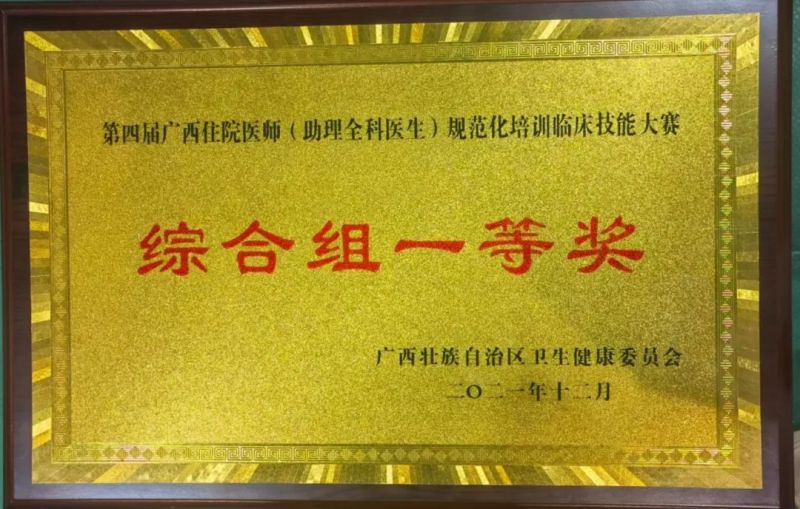 第四届广西住院医师（助理全科医生）规范化培训临床技能大赛
综合组一等奖
广西壮族自治区卫生健康委员会
二〇二一年十二月